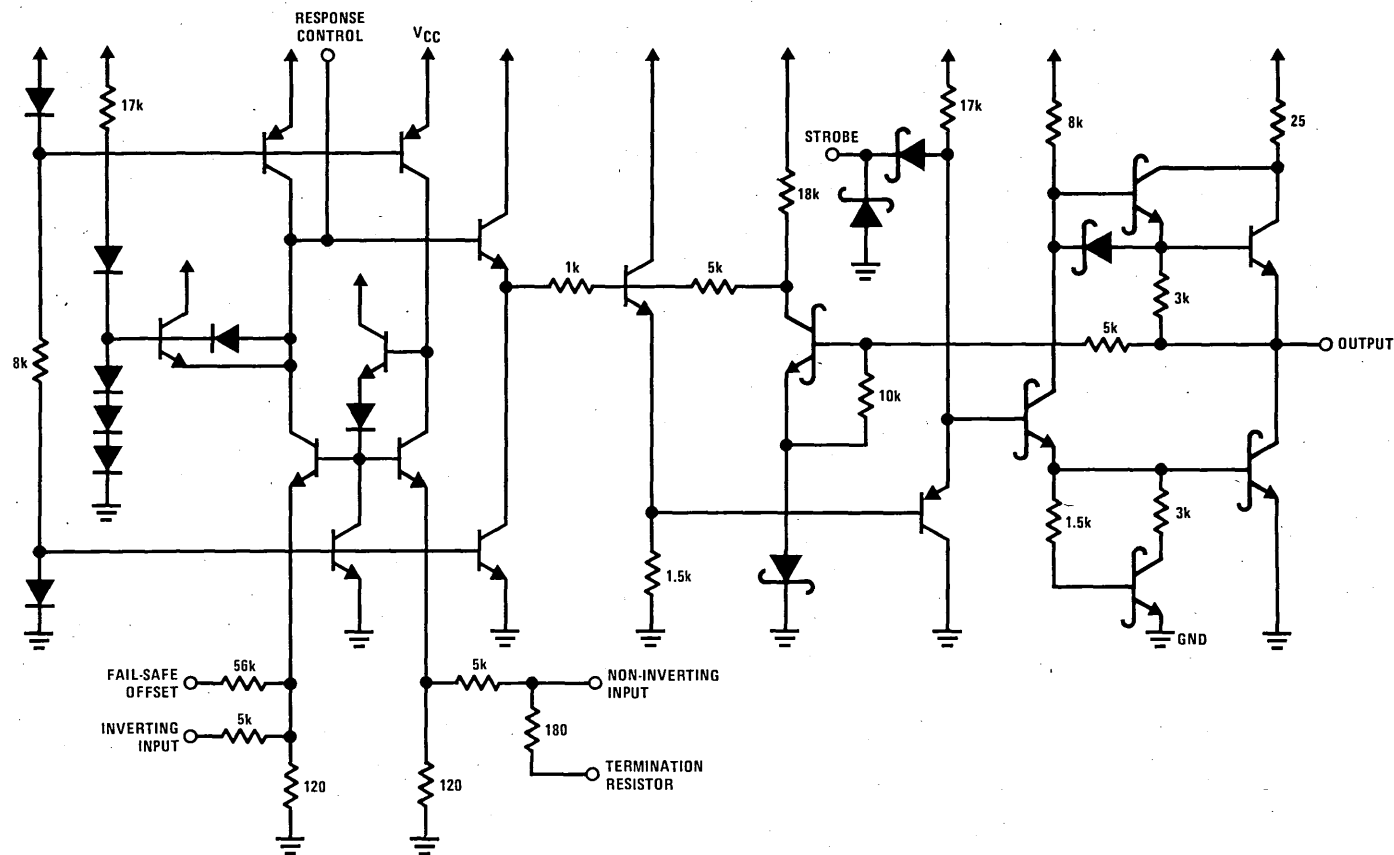 RESPONSE
CONTROL
VCC
17k
17k
8k
25
STROBE
18k
1k
5k
3k
5k
OUTPUT
8k
10k
3k
1.5k
1.5k
GND
FAIL-SAFE
OFFSET
56k
5k
NON-INVERTING
INPUT
INVERTING
INPUT
5k
180
TERMINATION
RESISTOR
120
120